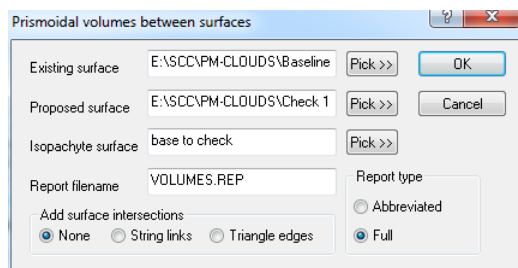 Prismoidal volumes between surfaces
Existing surface E:\SCC\PM-CLOUDS\Baseline Pick >> OK
Proposed surface E:\SCC\PM-CLOUDS\Check 1 Pick >> Cancel
Isopachyte surface base to check Pick >>
Report filename VOLUMES.REP
Report type
Abbreviated
Full
Add surface intersections
None String links Triangle edges